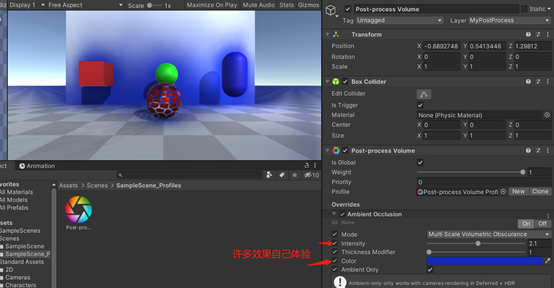 Display 1
Free Aspect
Scale
1x
Maximize On Play
Mute Audio
Stats
Gizmos
Animation
Assets > Scenes > SampleScene_Profiles
10
vorites
All Materials
All Models
All Prefabs
sets
SampleScenes
Scenes
SampleScene
SampleScene_F
Standard Assets
2D
Cameras
Characters
Post-pro...
许多效果自己体验
Post-process Volume
Static
Tag Untagged
Layer MyPostProcess
Transform
Position X -0.6892748 Y 0.5413446 Z 1.29812
Rotation X 0 Y 0 Z 0
Scale X 1 Y 1 Z 1
Box Collider
Edit Collider
Is Trigger
Material None (Physic Material)
Center X 0 Y 0 Z 0
Size X 1 Y 1 Z 1
Post-process Volume
Is Global
Weight 1
Priority 0
Profile Post-process Volume Profi
New
Clone
Overrides
Ambient Occlusion
All None
On
Off
Mode Multi Scale Volumetric Obscurance
Intensity 2.1
Thickness Modifier 1
Color
Ambient Only
Ambient-only only works with cameras rendering in Deferred + HDR